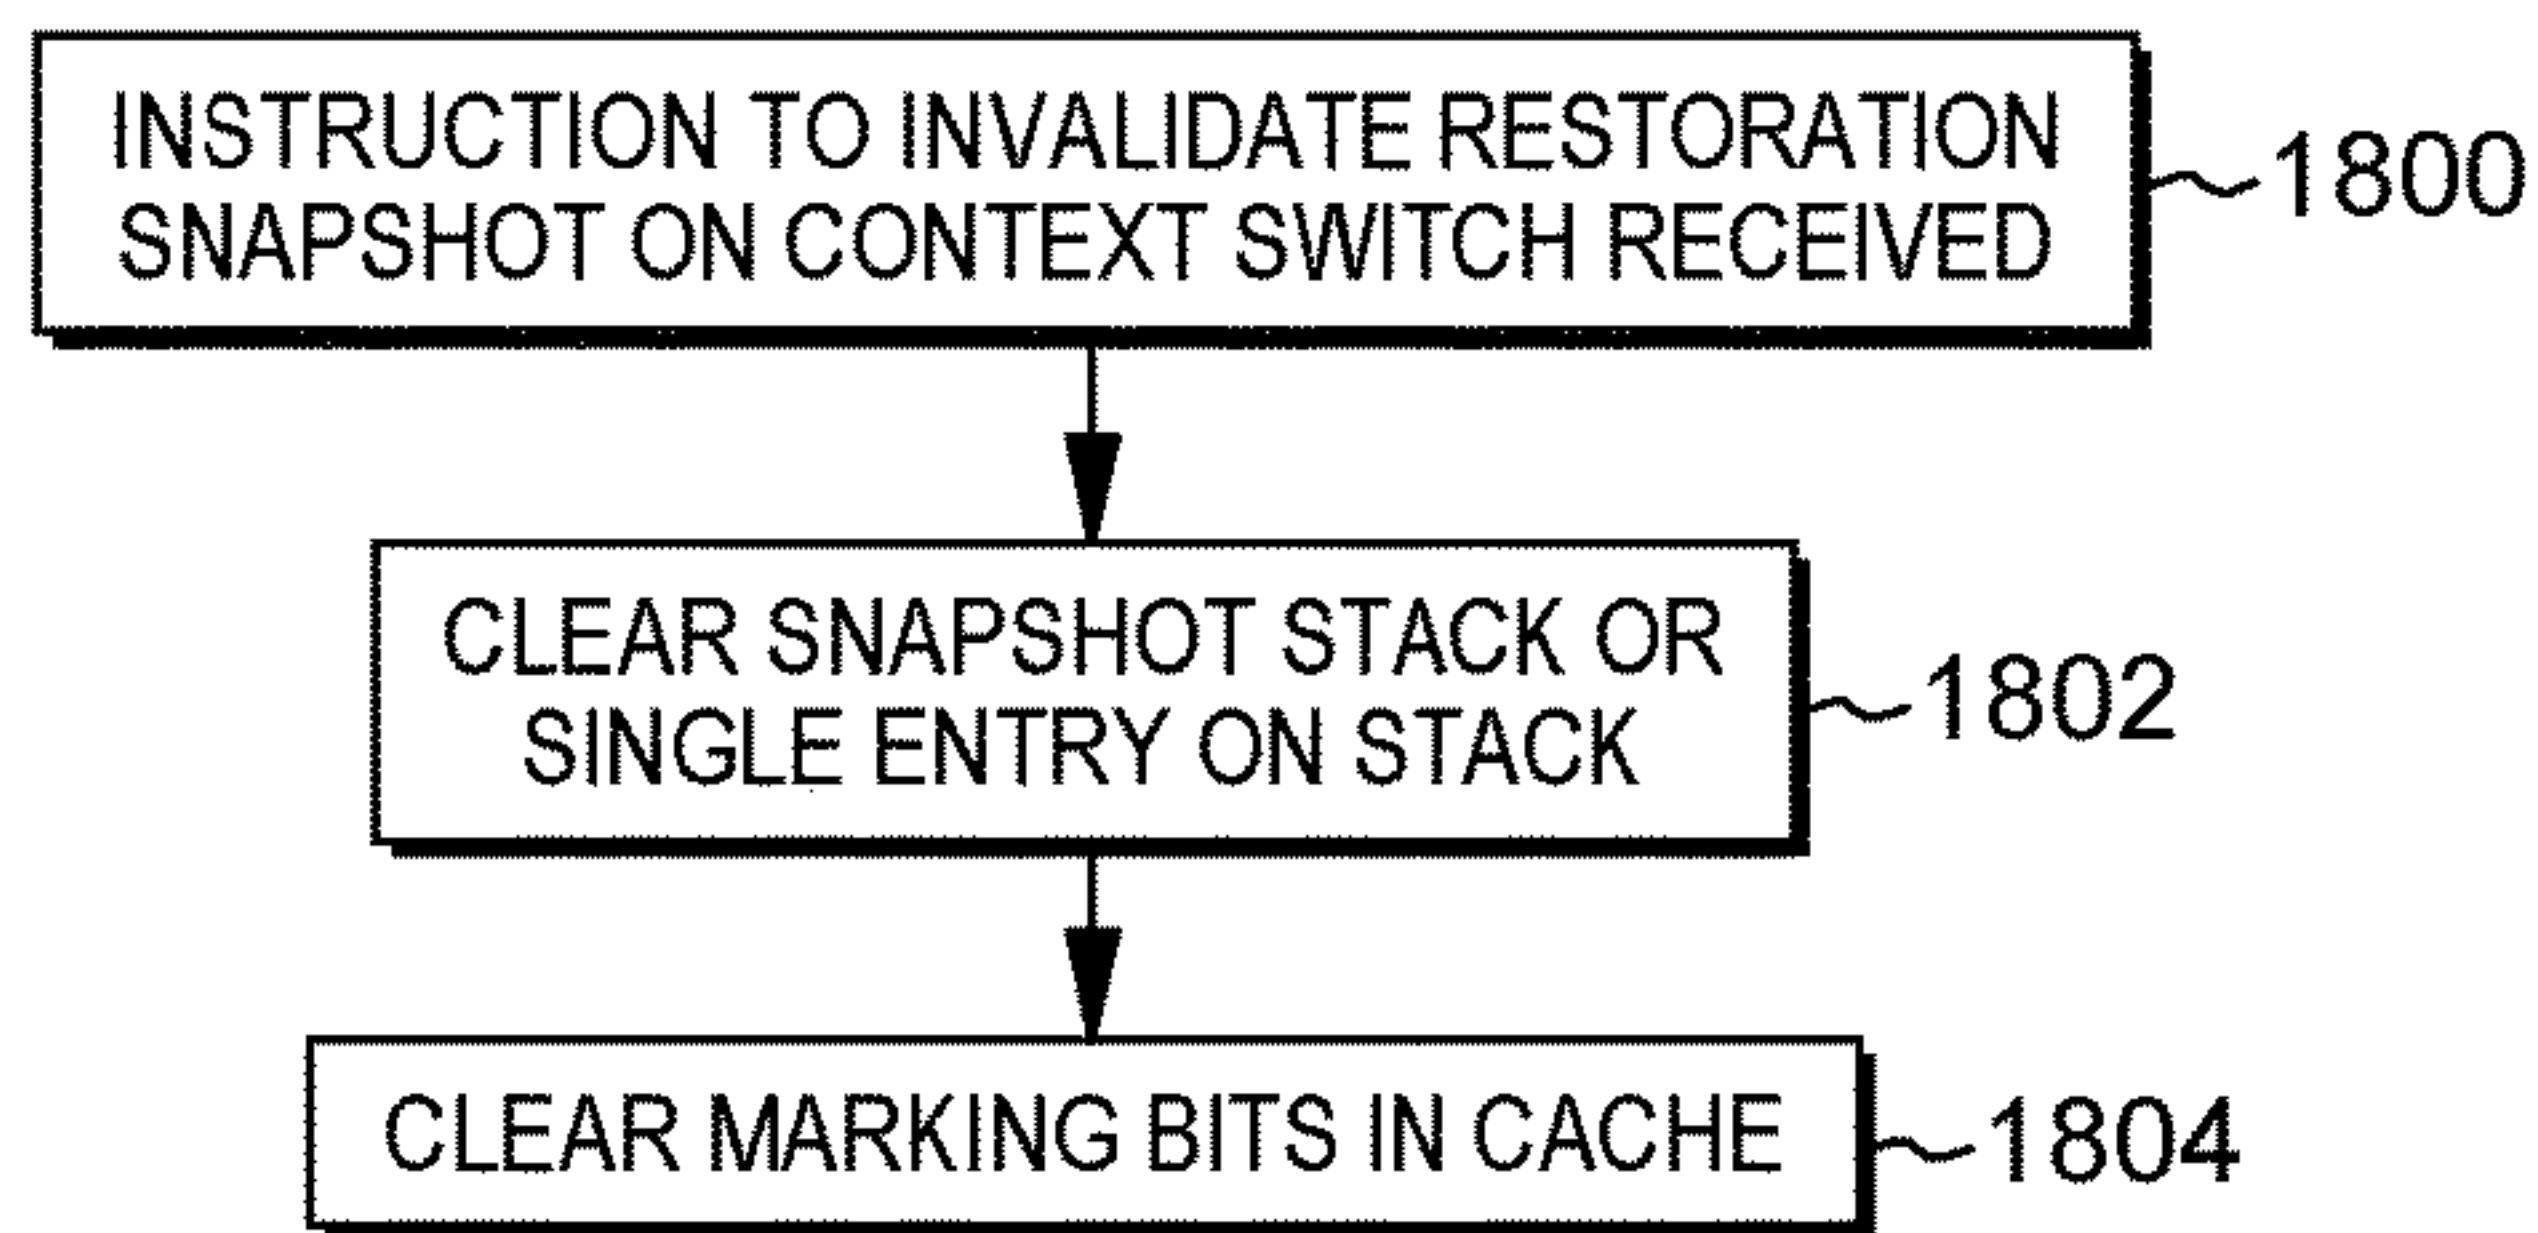 INSTRUCTION TO INVALIDATE RESTORATION
SNAPSHOT ON CONTEXT SWITCH RECEIVED
1800
CLEAR SNAPSHOT STACK OR
SINGLE ENTRY ON STACK
1802
CLEAR MARKING BITS IN CACHE
1804